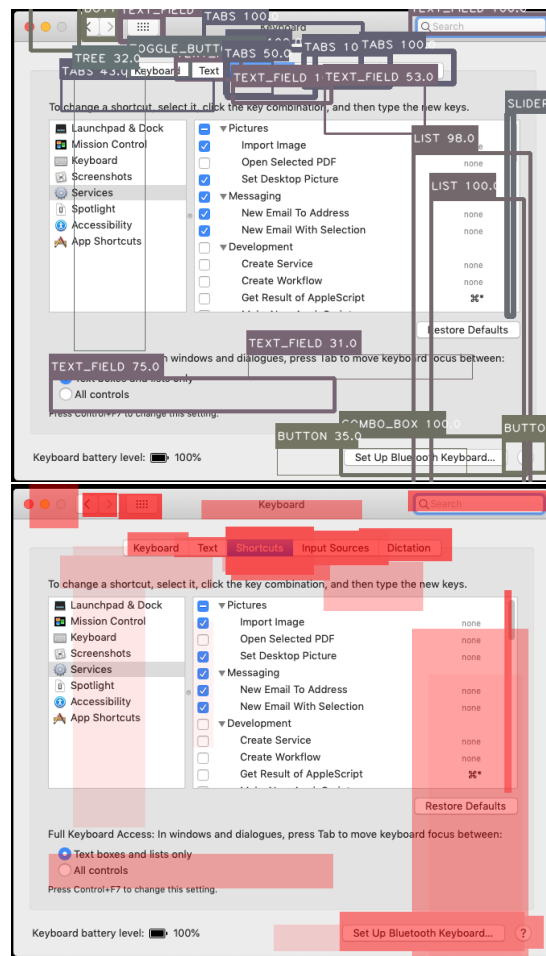 TEXT_FIELD
TABS 100.0
Keyboard
TEXT_FIELD 100.0
Search
TOGGLE_BUTTO
TREE 32.0
TABS 43.0
Keyboard
Text
TABS 50.0
TABS 10
TABS 100.0
TEXT_FIELD 1
TEXT_FIELD 53.0
SLIDER
To change a shortcut, select it, click the key combination, and then type the new keys.
Launchpad & Dock
Mission Control
Keyboard
Screenshots
Services
Spotlight
Accessibility
App Shortcuts
Pictures
Import Image
Open Selected PDF none
Set Desktop Picture none
Messaging
New Email To Address none
New Email With Selection none
Development
Create Service none
Create Workflow none
Get Result of AppleScript ⌘*
LIST 98.0
LIST 100.0
Restore Defaults
TEXT_FIELD 31.0
n windows and dialogues, press Tab to move keyboard focus between:
TEXT_FIELD 75.0
Text boxes and lists only
All controls
Press Control+F7 to change this setting.
COMBO_BOX 100.0
BUTTON 35.0
BUTTO
Keyboard battery level: 100%
Set Up Bluetooth Keyboard...
Keyboard
Search
Keyboard Text Shortcuts Input Sources Dictation
To change a shortcut, select it, click the key combination, and then type the new keys.
Launchpad & Dock
Mission Control
Keyboard
Screenshots
Services
Spotlight
Accessibility
App Shortcuts
Pictures
Import Image none
Open Selected PDF none
Set Desktop Picture none
Messaging
New Email To Address none
New Email With Selection none
Development
Create Service none
Create Workflow none
Get Result of AppleScript ⌘*
Restore Defaults
Full Keyboard Access: In windows and dialogues, press Tab to move keyboard focus between:
Text boxes and lists only
All controls
Press Control+F7 to change this setting.
Keyboard battery level: 100%
Set Up Bluetooth Keyboard...
?